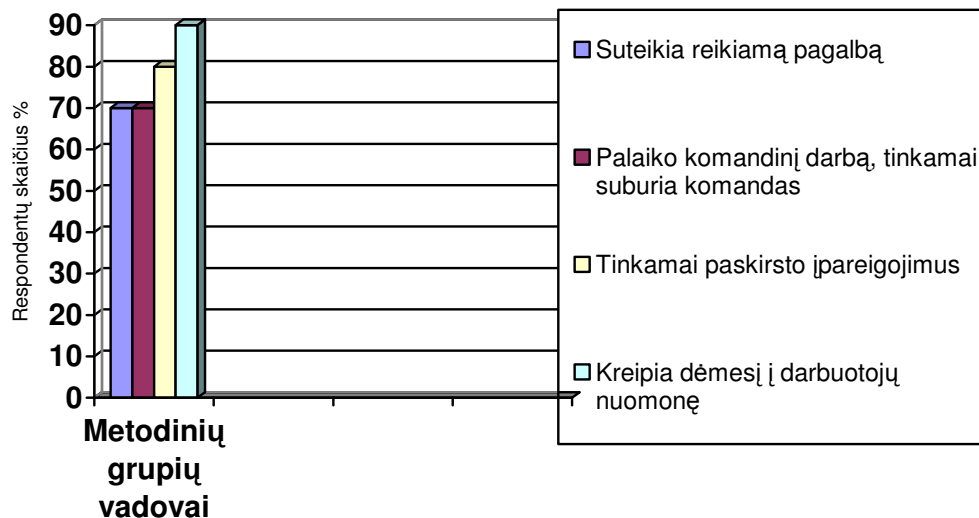 Respondentų skaičius %
90
80
70
60
50
40
30
20
10
0
Metodinių
grupių
vadovai
Suteikia reikiamą pagalbą
Palaiko komandinį darbą, tinkamai
suburia komandas
Tinkamai paskirsto įpareigojimus
Kreipia dėmesį į darbuotojų
nuomonę